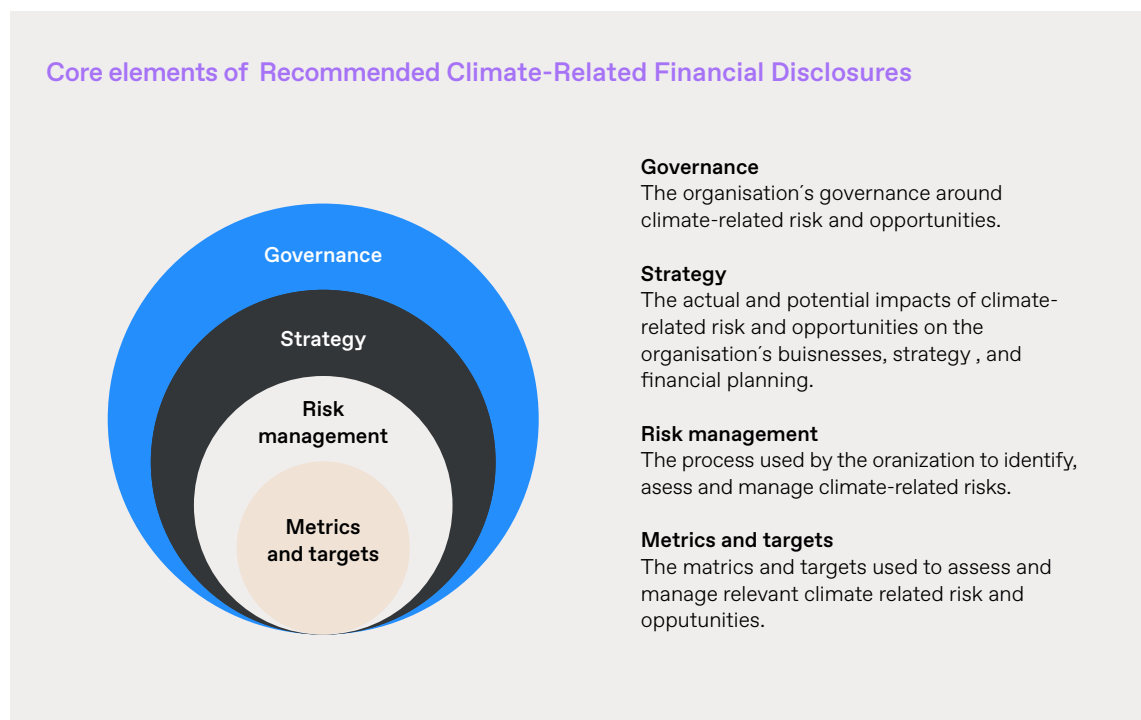 Core elements of  Recommended Climate-Related Financial Disclosures
Governance
Strategy
Risk
management
Metrics
and targets
Governance
The organisation´s governance around
climate-related risk and opportunities.
Strategy
The actual and potential impacts of climate-
related risk and opportunities on the
organisation´s buisnesses, strategy , and
financial planning.
Risk management
The process used by the oranization to identify,
asess and manage climate-related risks.
Metrics and targets
The matrics and targets used to assess and
manage relevant climate related risk and
opputunities.